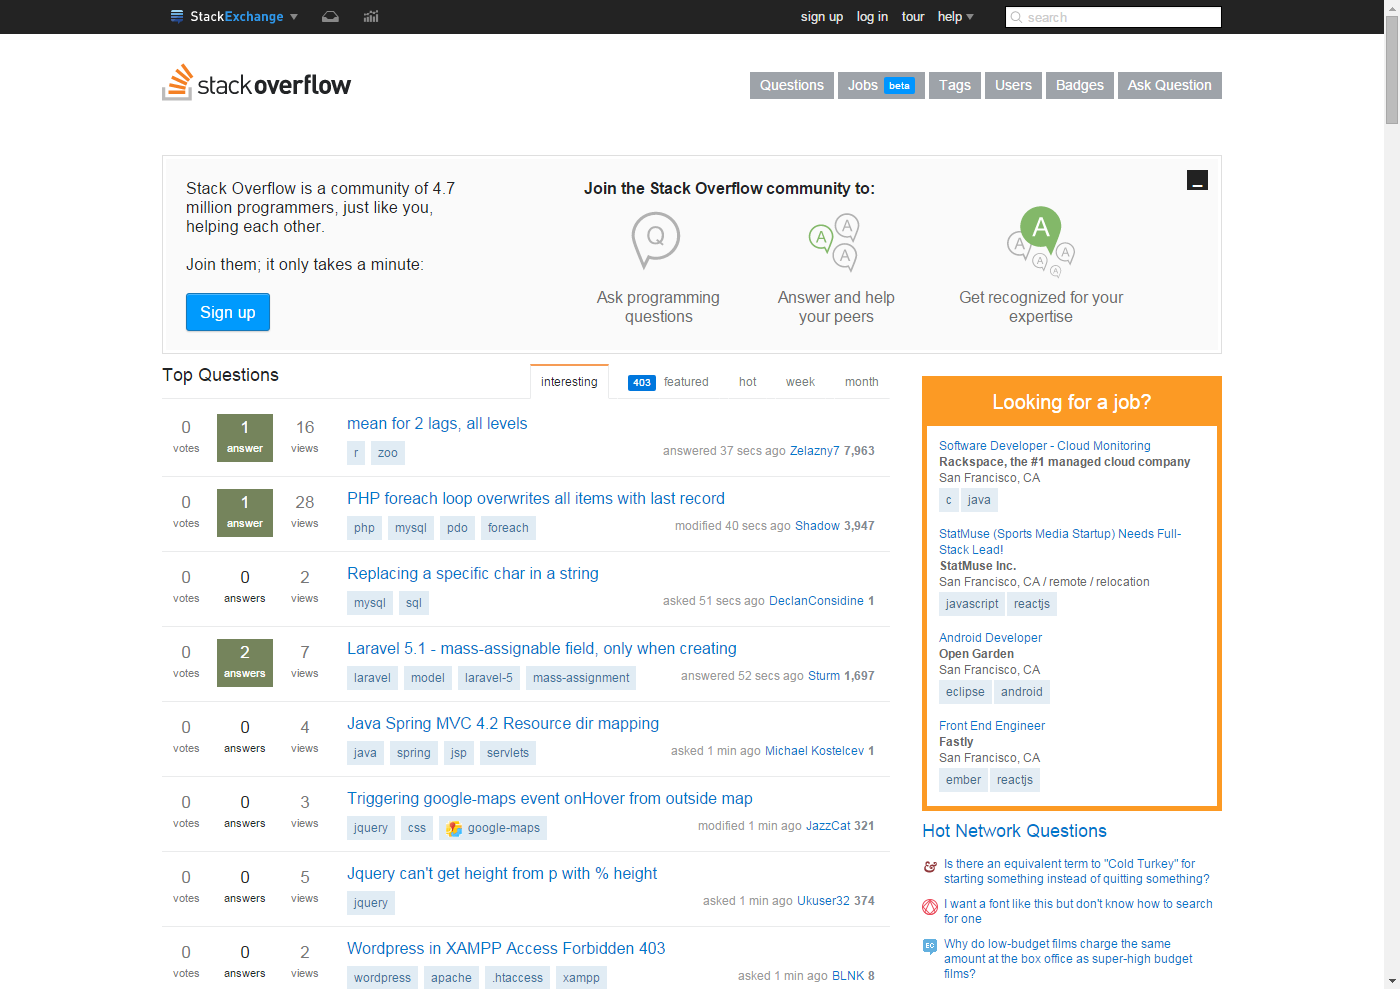 StackExchange
sign up log in tour help search
stackoverflow
Questions Jobs beta Tags Users Badges Ask Question
Stack Overflow is a community of 4.7
million programmers, just like you,
helping each other.
Join them; it only takes a minute:
Sign up
Join the Stack Overflow community to:
Q
Ask programming
questions
A A A
Answer and help
your peers
A A A A A
Get recognized for your
expertise
Top Questions
interesting 403 featured hot week month
0 votes 1 answer 16 views
mean for 2 lags, all levels
r zoo
answered 37 secs ago Zelazny7 7,963
0 votes 1 answer 28 views
PHP foreach loop overwrites all items with last record
php mysql pdo foreach
modified 40 secs ago Shadow 3,947
0 votes 0 answers 2 views
Replacing a specific char in a string
mysql sql
asked 51 secs ago DeclanConsidine 1
0 votes 2 answers 7 views
Laravel 5.1 - mass-assignable field, only when creating
laravel model laravel-5 mass-assignment
answered 52 secs ago Sturm 1,697
0 votes 0 answers 4 views
Java Spring MVC 4.2 Resource dir mapping
java spring jsp servlets
asked 1 min ago Michael Kostelcev 1
0 votes 0 answers 3 views
Triggering google-maps event onHover from outside map
jquery css google-maps
modified 1 min ago JazzCat 321
0 votes 0 answers 5 views
Jquery can't get height from p with % height
jquery
asked 1 min ago Ukuser32 374
0 votes 0 answers 2 views
Wordpress in XAMPP Access Forbidden 403
wordpress apache .htaccess xampp
asked 1 min ago BLNK 8
Looking for a job?
Software Developer - Cloud Monitoring
Rackspace, the #1 managed cloud company
San Francisco, CA
c java
StatMuse (Sports Media Startup) Needs Full-
Stack Lead!
StatMuse Inc.
San Francisco, CA / remote / relocation
javascript reactjs
Android Developer
Open Garden
San Francisco, CA
eclipse android
Front End Engineer
Fastly
San Francisco, CA
ember reactjs
Hot Network Questions
Is there an equivalent term to "Cold Turkey" for
starting something instead of quitting something?
I want a font like this but don't know how to search
for one
EC
Why do low-budget films charge the same
amount at the box office as super-high budget
films?